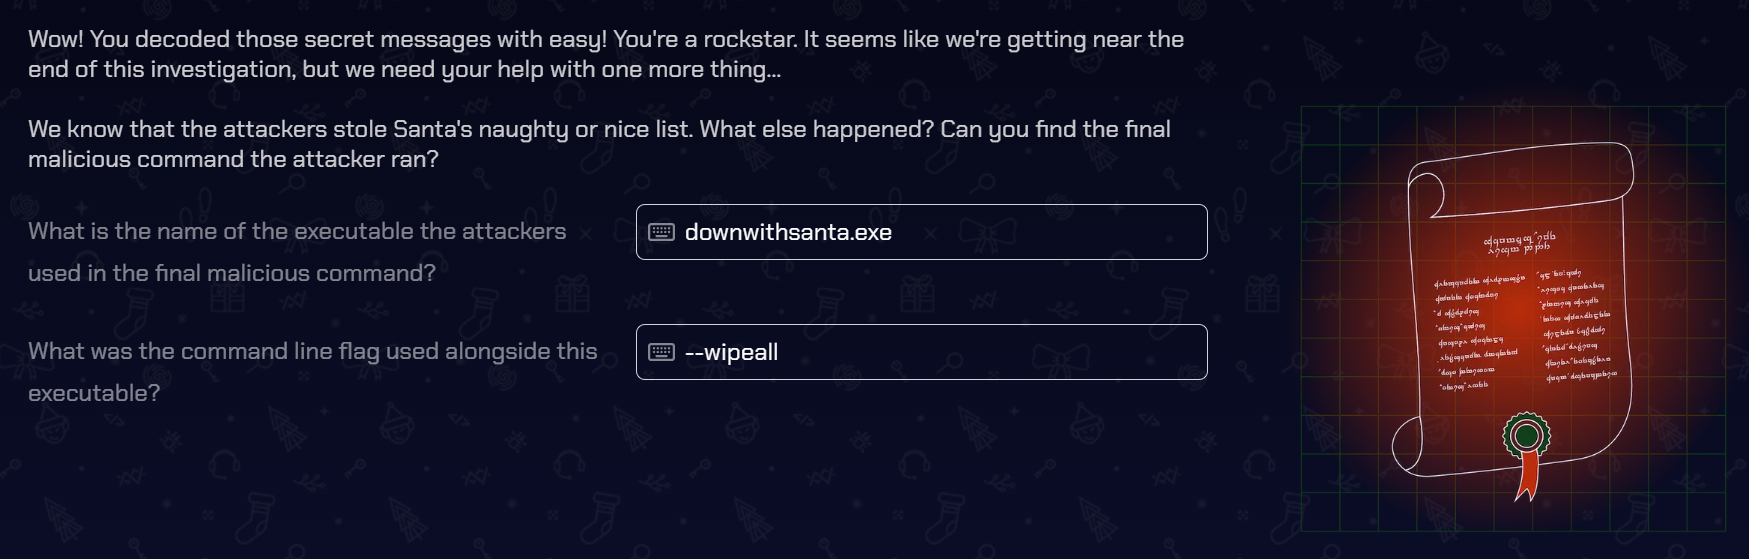 Wow! You decoded those secret messages with easy! You're a rockstar. It seems like we're getting near the
end of this investigation, but we need your help with one more thing...
We know that the attackers stole Santa's naughty or nice list. What else happened? Can you find the final
malicious command the attacker ran?
What is the name of the executable the attackers
used in the final malicious command?
downwithsanta.exe
What was the command line flag used alongside this
executable?
--wipeall